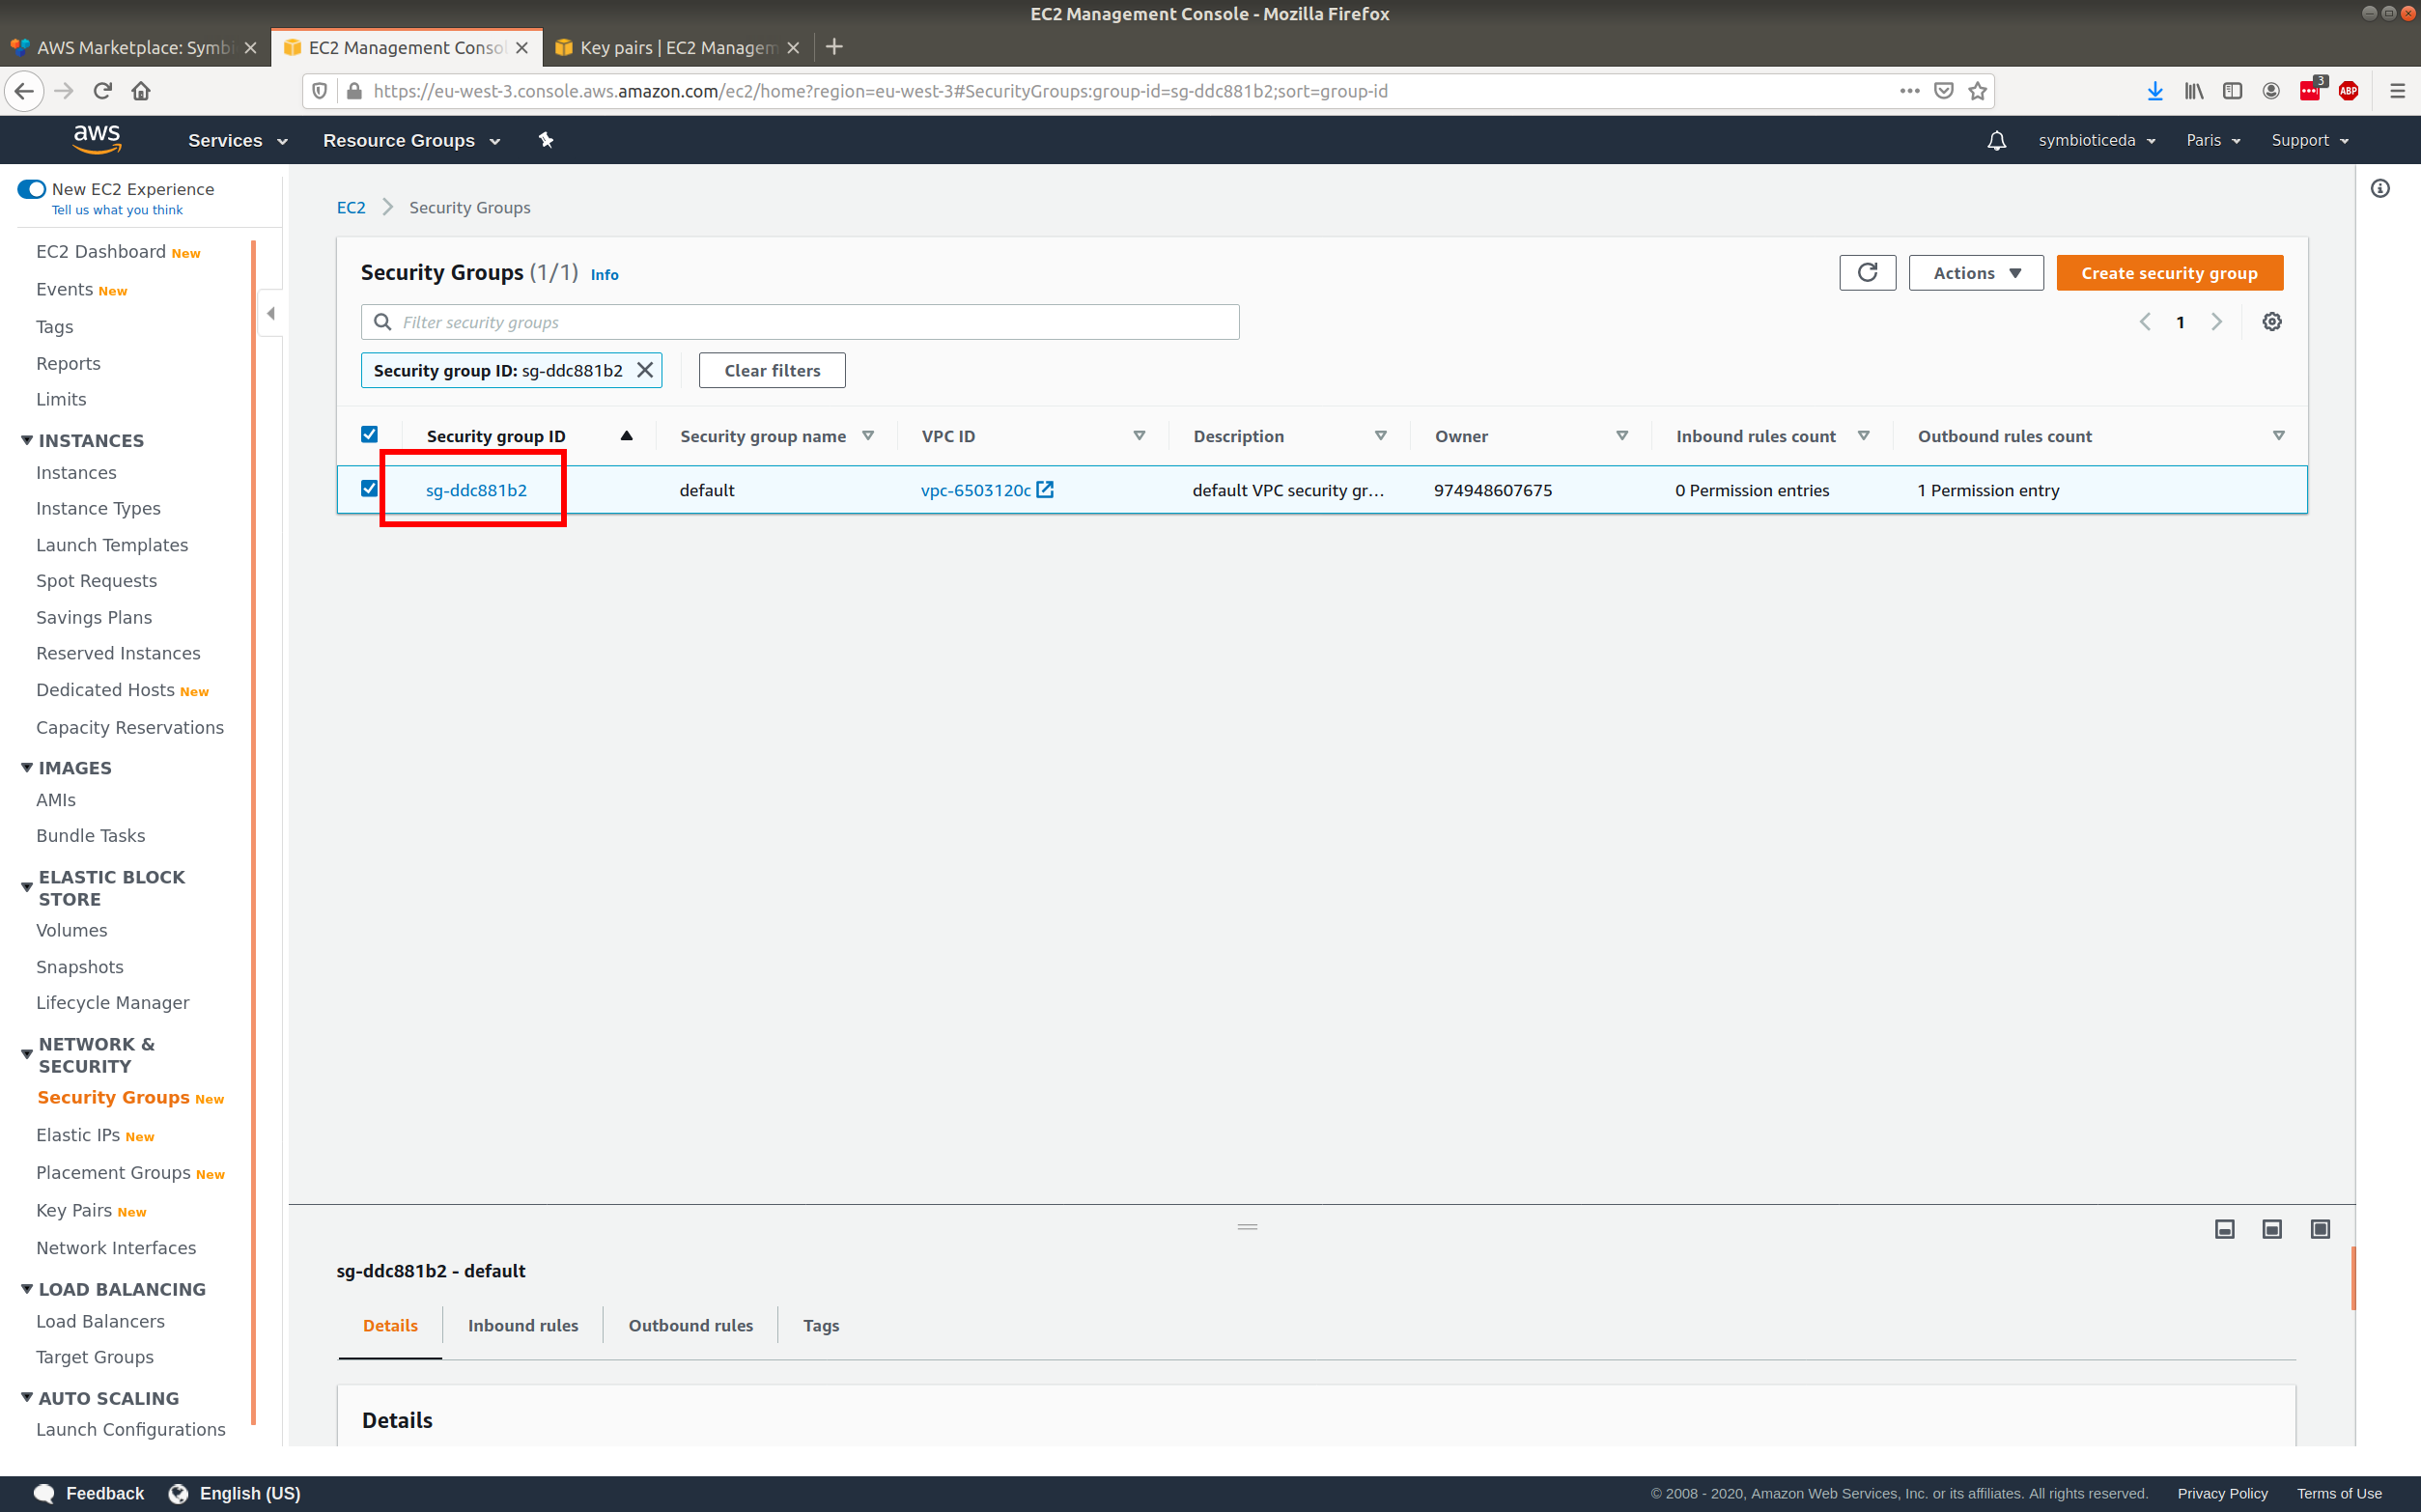 EC2 Management Console - Mozilla Firefox
AWS Marketplace: Symbi
EC2 Management Consol
Key pairs | EC2 Managem
https://eu-west-3.console.aws.amazon.com/ec2/home?region=eu-west-3#SecurityGroups:group-id=sg-ddc881b2;sort=group-id
3
ABP
aws
Services
Resource Groups
symbioticeda
Paris
Support
New EC2 Experience
Tell us what you think
EC2 Dashboard New
Events New
Tags
Reports
Limits
INSTANCES
Instances
Instance Types
Launch Templates
Spot Requests
Savings Plans
Reserved Instances
Dedicated Hosts New
Capacity Reservations
IMAGES
AMIs
Bundle Tasks
ELASTIC BLOCK
STORE
Volumes
Snapshots
Lifecycle Manager
NETWORK &
SECURITY
Security Groups New
Elastic IPs New
Placement Groups New
Key Pairs New
Network Interfaces
LOAD BALANCING
Load Balancers
Target Groups
AUTO SCALING
Launch Configurations
EC2 > Security Groups
Security Groups (1/1) Info
Actions
Create security group
Filter security groups
1
Security group ID: sg-ddc881b2
Clear filters
Security group ID Security group name VPC ID Description Owner Inbound rules count Outbound rules count
sg-ddc881b2 default vpc-6503120c default VPC security gr... 974948607675 0 Permission entries 1 Permission entry
sg-ddc881b2 - default
Details Inbound rules Outbound rules Tags
Details
Feedback
English (US)
© 2008 - 2020, Amazon Web Services, Inc. or its affiliates. All rights reserved.
Privacy Policy
Terms of Use